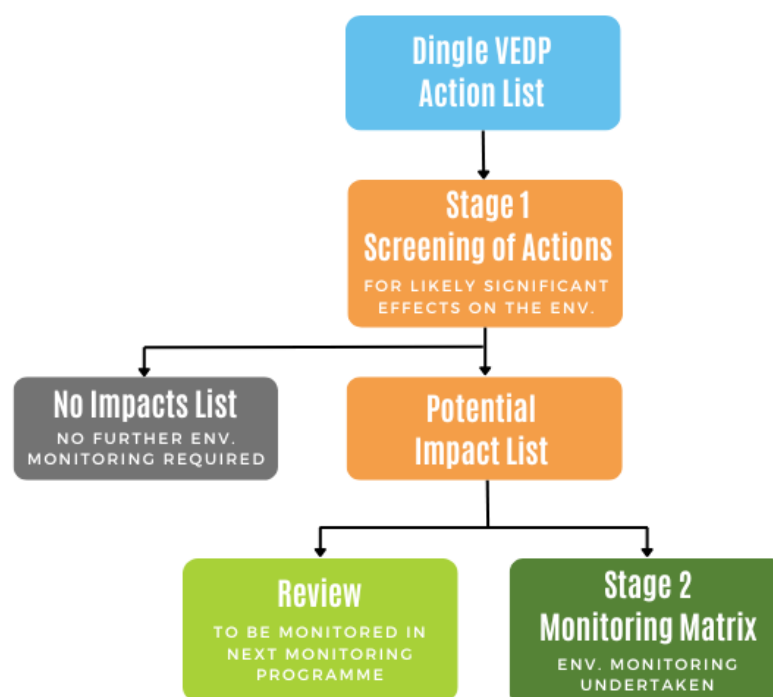 Dingle VEDP
Action List
Stage 1
Screening of Actions
FOR LIKELY SIGNIFICANT
EFFECTS ON THE ENV.
No Impacts List
NO FURTHER ENV.
MONITORING REQUIRED
Potential
Impact List
Review
TO BE MONITORED IN
NEXT MONITORING
PROGRAMME
Stage 2
Monitoring Matrix
ENV. MONITORING
UNDERTAKEN